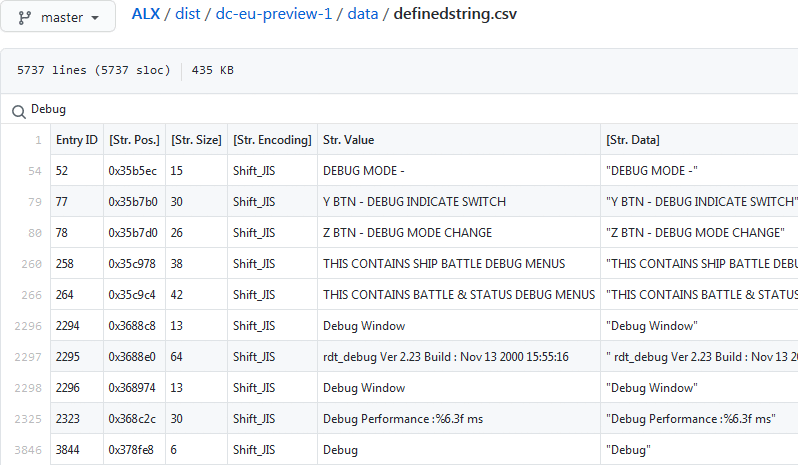 master ALX / dist / dc-eu-preview-1 / data / definedstring.csv
5737 lines (5737 sloc) 435 KB
Debug
1 Entry ID [Str. Pos.] [Str. Size] [Str. Encoding] Str. Value [Str. Data]
54 52 0x35b5ec 15 Shift_JIS DEBUG MODE - "DEBUG MODE -"
79 77 0x35b7b0 30 Shift_JIS Y BTN - DEBUG INDICATE SWITCH "Y BTN - DEBUG INDICATE SWITCH"
80 78 0x35b7d0 26 Shift_JIS Z BTN - DEBUG MODE CHANGE "Z BTN - DEBUG MODE CHANGE"
260 258 0x35c978 38 Shift_JIS THIS CONTAINS SHIP BATTLE DEBUG MENUS "THIS CONTAINS SHIP BATTLE DEBU
266 264 0x35c9c4 42 Shift_JIS THIS CONTAINS BATTLE & STATUS DEBUG MENUS "THIS CONTAINS BATTLE & STATUS
2296 2294 0x3688c8 13 Shift_JIS Debug Window "Debug Window"
2297 2295 0x3688e0 64 Shift_JIS rdt_debug Ver 2.23 Build : Nov 13 2000 15:55:16 " rdt_debug Ver 2.23 Build : Nov 13 20
2298 2296 0x368974 13 Shift_JIS Debug Window "Debug Window"
2325 2323 0x368c2c 30 Shift_JIS Debug Performance :%6.3f ms "Debug Performance :%6.3f ms"
3846 3844 0x378fe8 6 Shift_JIS Debug "Debug"